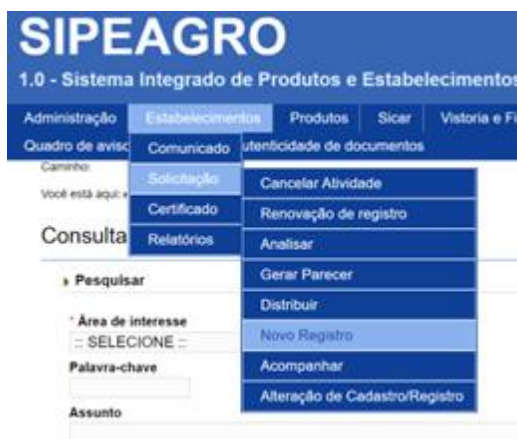 SIPEAGRO
1.0 - Sistema Integrado de Produtos e Estabelecimentos
Administração Estabelecimentos Produtos Sicar Vistoria e Fi
Quadro de aviso Comunicado utenticidade de documentos
Caminho:
Você está aqui: Solicitação Cancelar Atividade
Certificado Renovação de registro
Consulta Relatórios Analisar
Pesquisar Gerar Parecer
Distribuir
* Área de interesse Novo Registro
:: SELECIONE ::
Palavra-chave Acompanhar
Alteração de Cadastro/Registro
Assunto